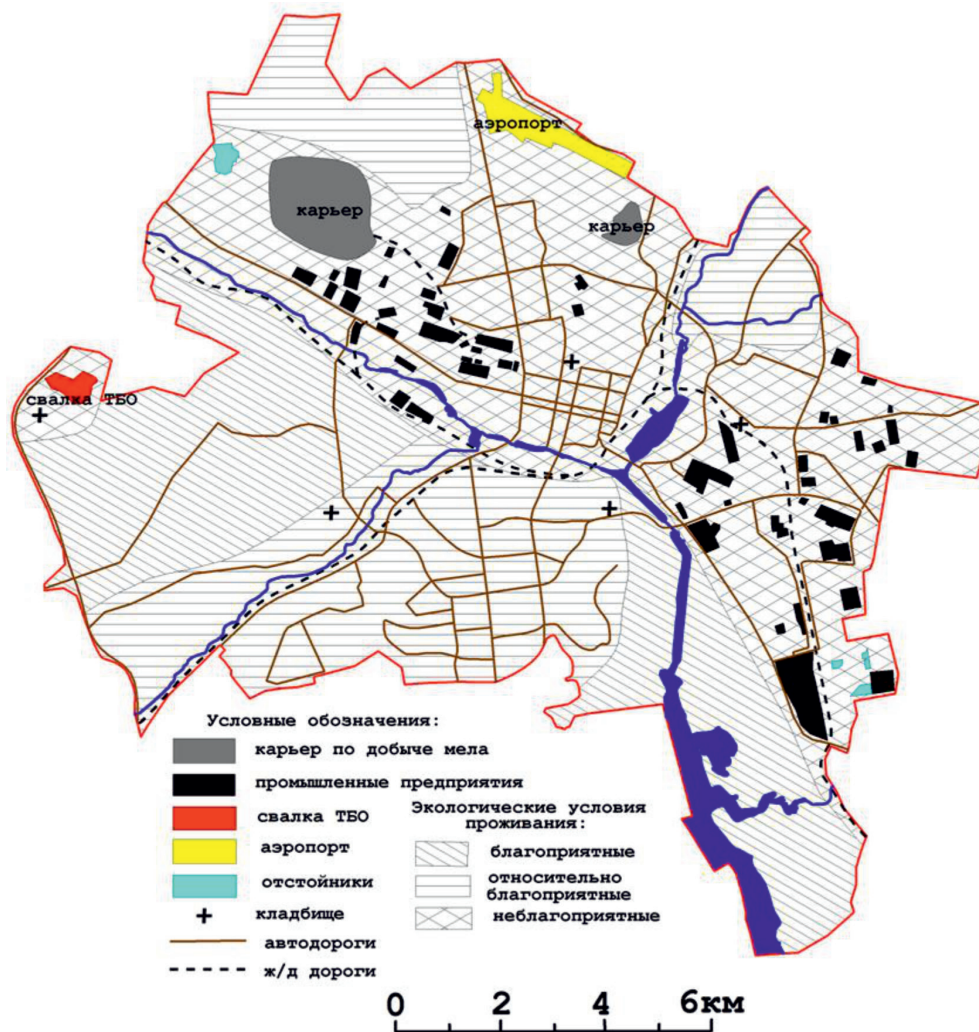 аэропорт
карьер
карьер
свалка ТБО
Условные обозначения:
карьер по добыче мела
промышленные предприятия
свалка ТБО
аэропорт
отстойники
кладбище
автодороги
ж/д дороги
Экологические условия
проживания:
благоприятные
относительно
благоприятные
неблагоприятные
0 2 4 6км